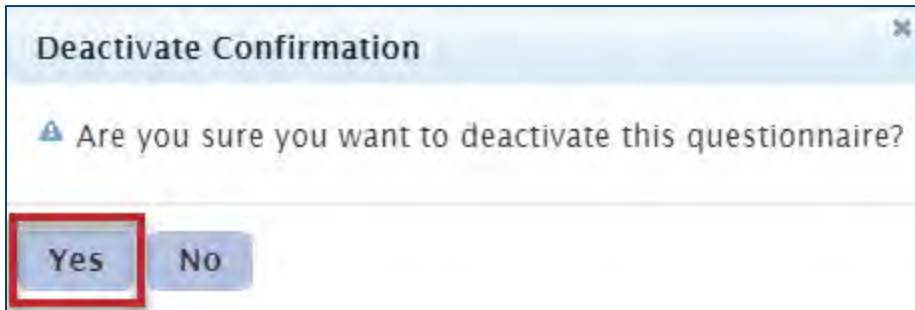 Deactivate Confirmation
Are you sure you want to deactivate this questionnaire?
Yes No